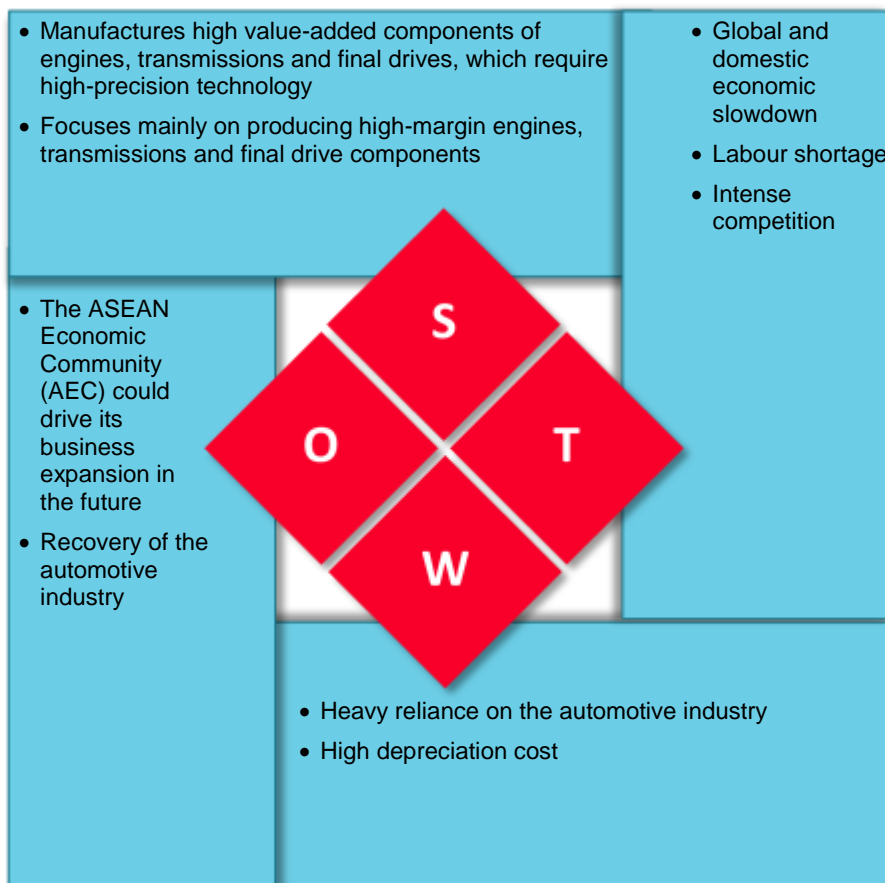 • Manufactures high value-added components of
engines, transmissions and final drives, which require
high-precision technology
• Focuses mainly on producing high-margin engines,
transmissions and final drive components
• Global and
domestic
economic
slowdown
• Labour shortage
• Intense
competition
• The ASEAN
Economic
Community
(AEC) could
drive its
business
expansion in
the future
• Recovery of the
automotive
industry
S
O
T
W
• Heavy reliance on the automotive industry
• High depreciation cost